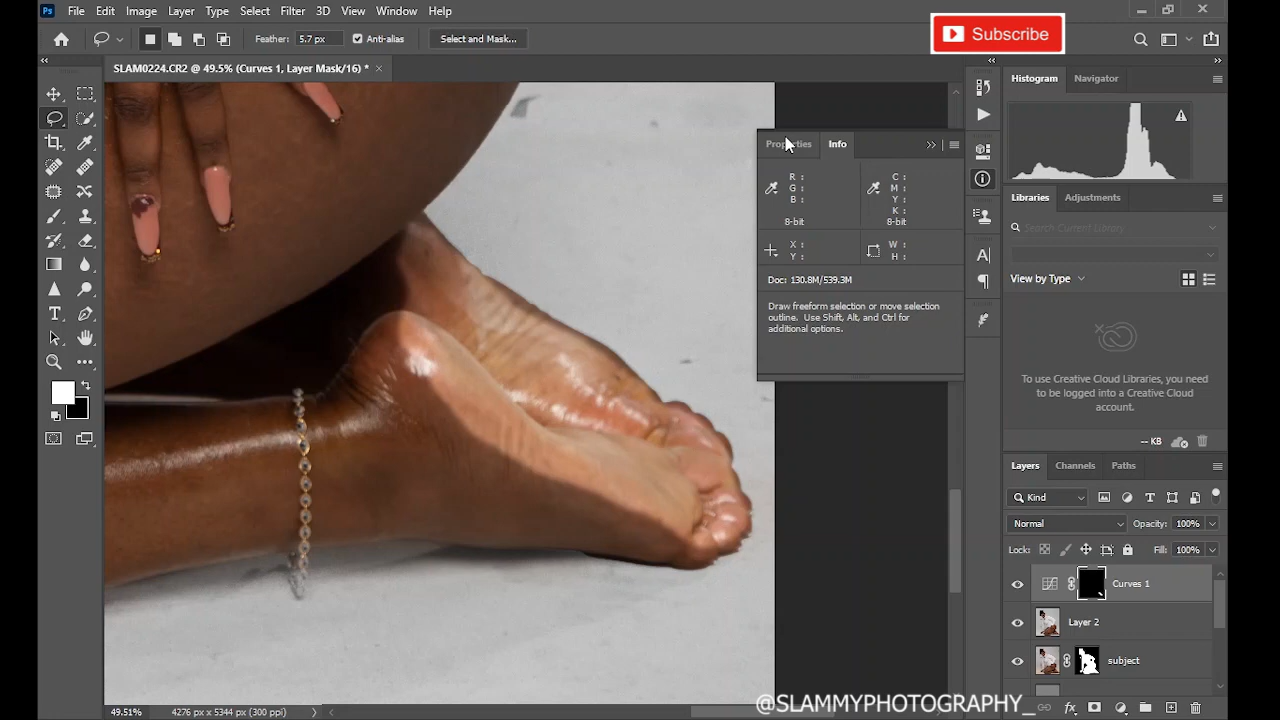 Ps File Edit Image Layer Type Select Filter 3D View Window Help
Subscribe
5.7 px Anti-alias Select and Mask...
SLAM0224.CR2 @ 49.5% (Curves 1, Layer Mask/16) * ×
Histogram Navigator
Properties Info
R : C :
G : M :
B : Y :
K :
8-bit 8-bit
X : W :
Y : H :
Doc: 130.8M/539.3M
Draw freeform selection or move selection
outline. Use Shift, Alt, and Ctrl for
additional options.
Libraries Adjustments
Search Current Library
View by Type
To use Creative Cloud Libraries, you need
to be logged into a Creative Cloud
account.
-- KB
Layers Channels Paths
Kind
Normal Opacity: 100%
Lock: Fill: 100%
Curves 1
Layer 2
subject
49.51% 4276 px x 5344 px (300 ppi)
@SLAMMYPHOTOGRAPHY_